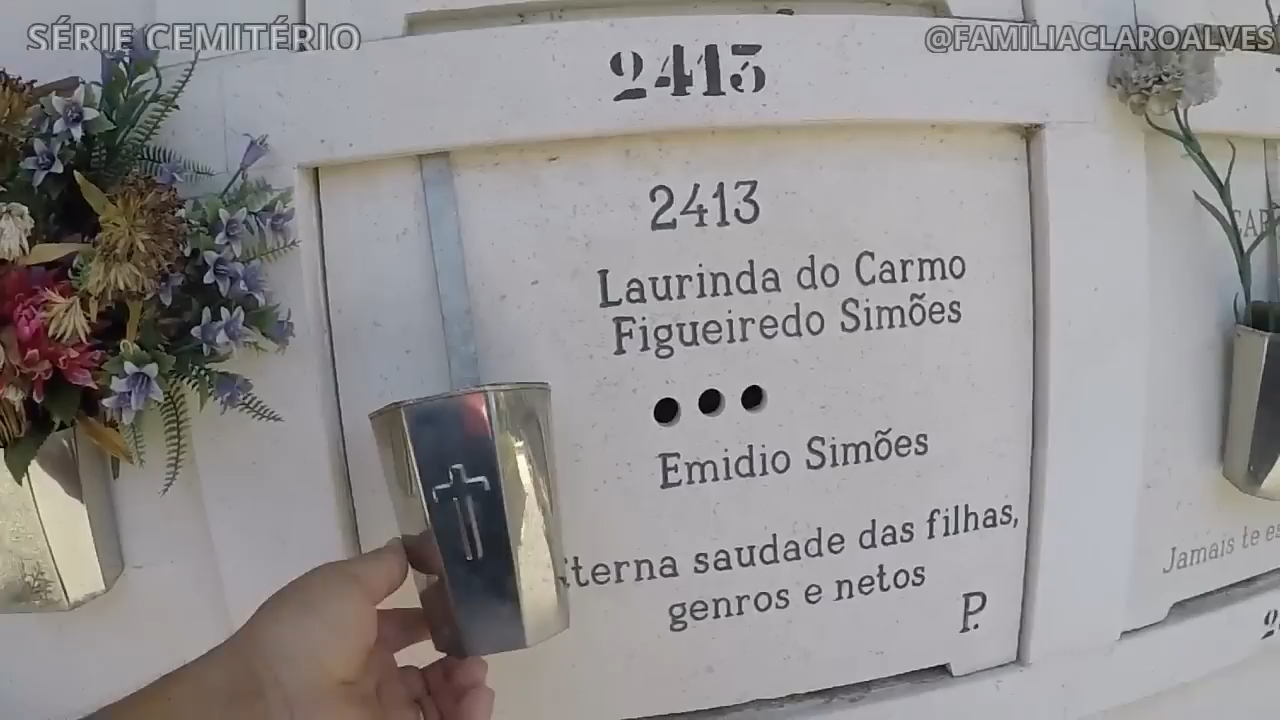 SÉRIE CEMITÉRIO
@FAMILIACLAROALVES
2413
2413
Laurinda do Carmo
Figueiredo Simões
Emidio Simões
terna saudade das filhas,
genros e netos
P.
Jamais te